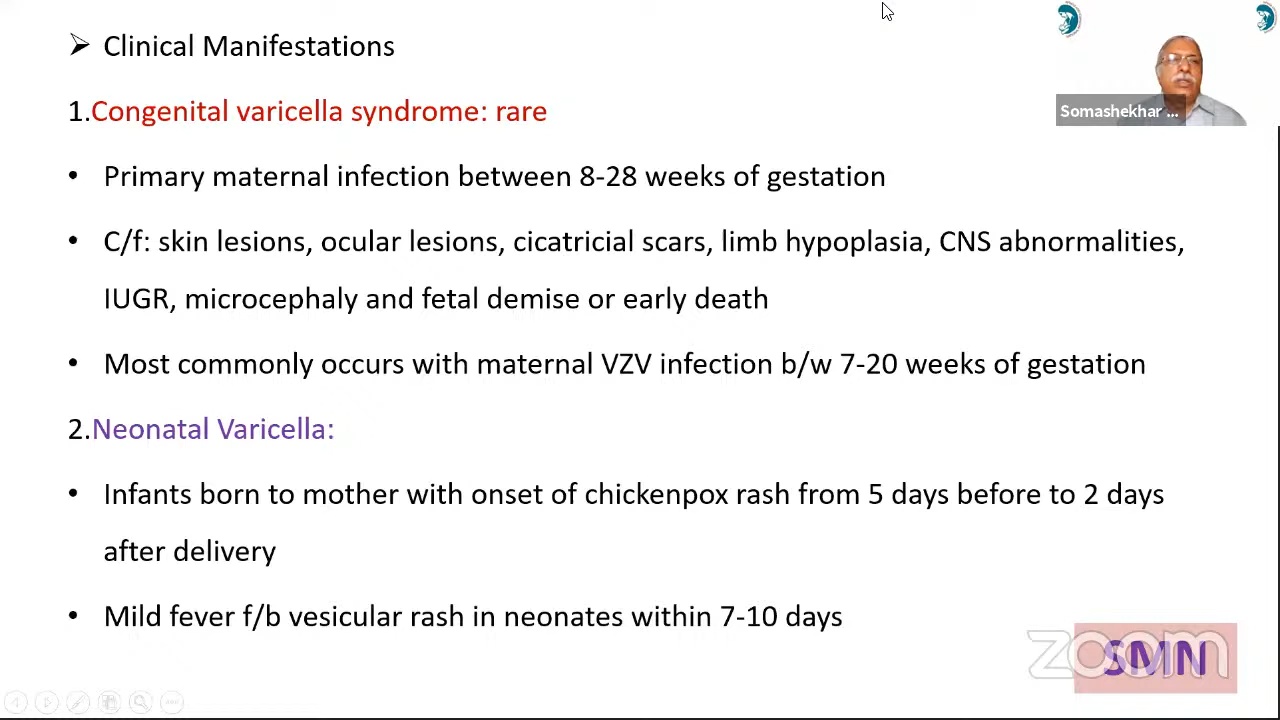 ➢ Clinical Manifestations
1.Congenital varicella syndrome: rare
• Primary maternal infection between 8-28 weeks of gestation
• C/f: skin lesions, ocular lesions, cicatricial scars, limb hypoplasia, CNS abnormalities,
IUGR, microcephaly and fetal demise or early death
• Most commonly occurs with maternal VZV infection b/w 7-20 weeks of gestation
2.Neonatal Varicella:
• Infants born to mother with onset of chickenpox rash from 5 days before to 2 days
after delivery
• Mild fever f/b vesicular rash in neonates within 7-10 days
Somashekhar ...
zoom
SMN